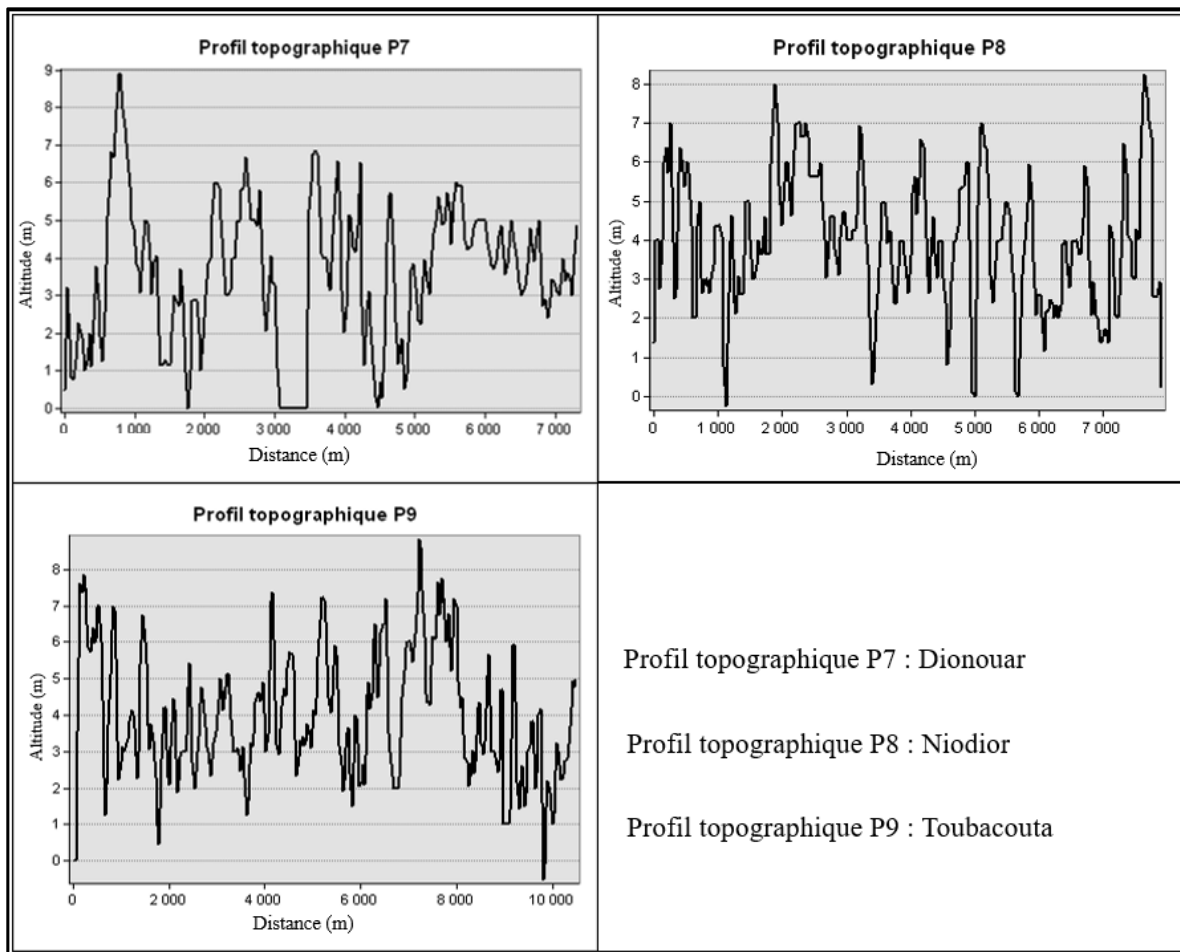 Profil topographique P7
Altitude (m)
9
8
7
6
5
4
3
2
1
0
0 1 000 2 000 3 000 4 000 5 000 6 000 7 000
Distance (m)
Profil topographique P8
Altitude (m)
8
7
6
5
4
3
2
1
0
0 1 000 2 000 3 000 4 000 5 000 6 000 7 000
Distance (m)
Profil topographique P9
Altitude (m)
8
7
6
5
4
3
2
1
0
0 2 000 4 000 6 000 8 000 10 000
Distance (m)
Profil topographique P7 : Dionouar
Profil topographique P8 : Niodior
Profil topographique P9 : Toubacouta